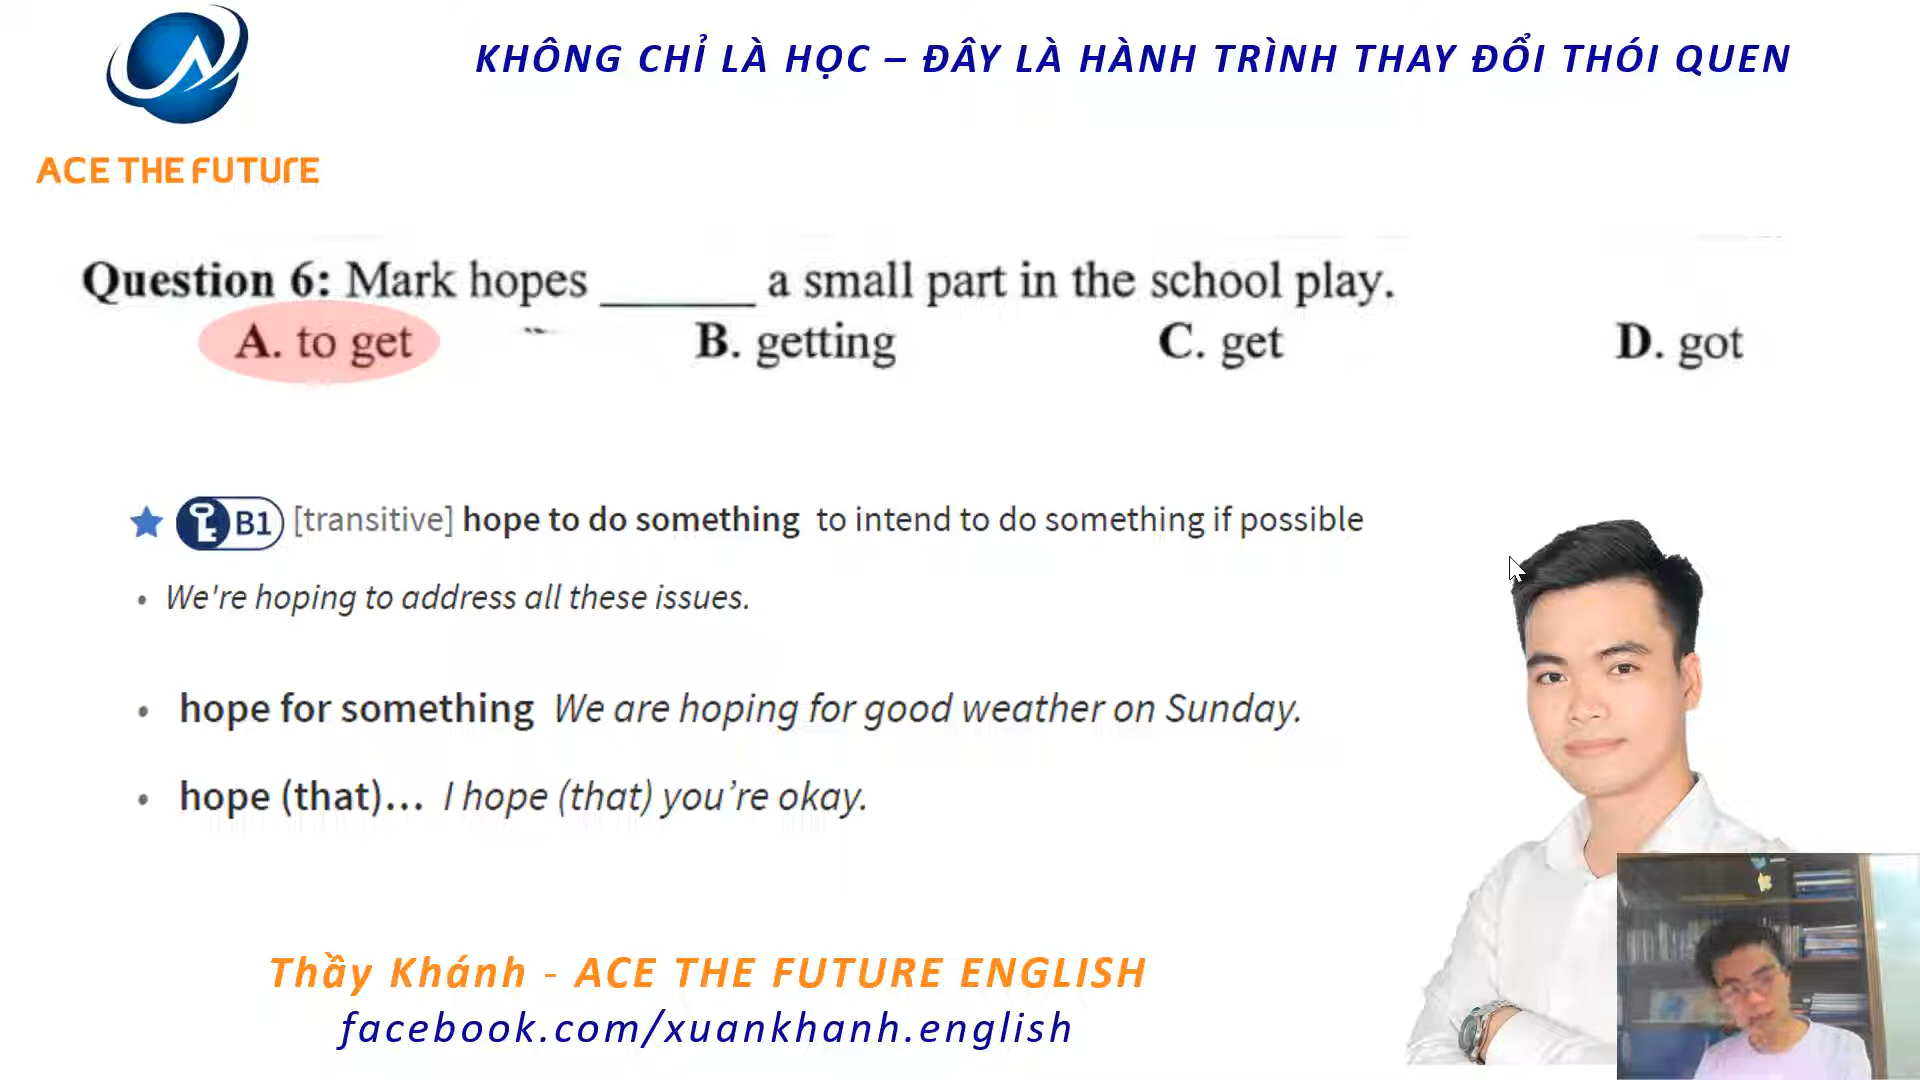 KHÔNG CHỈ LÀ HỌC – ĐÂY LÀ HÀNH TRÌNH THAY ĐỔI THÓI QUEN
ACE THE FUTURE
Question 6: Mark hopes ______ a small part in the school play.
A. to get B. getting C. get D. got
B1 [transitive] hope to do something to intend to do something if possible
• We're hoping to address all these issues.
• hope for something We are hoping for good weather on Sunday.
• hope (that)... I hope (that) you're okay.
Thầy Khánh - ACE THE FUTURE ENGLISH
facebook.com/xuankhanh.english